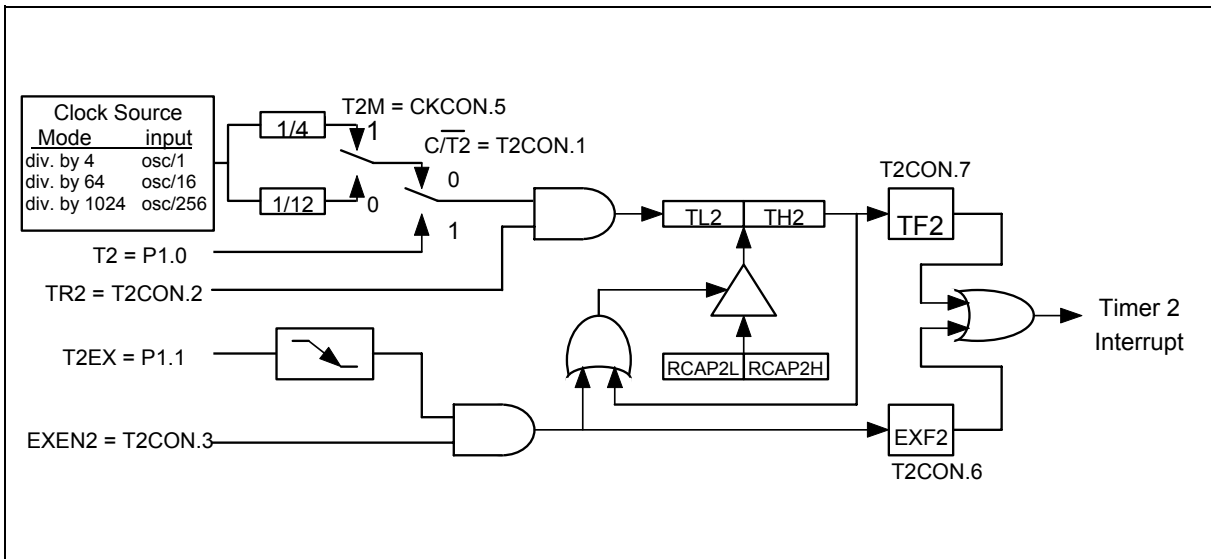 Clock Source
Mode input
div. by 4 osc/1
div. by 64 osc/16
div. by 1024 osc/256
1/4
1/12
T2M = CKCON.5
1
0
C/T2 = T2CON.1
0
1
T2 = P1.0
TR2 = T2CON.2
T2EX = P1.1
EXEN2 = T2CON.3
TL2 TH2
RCAP2L RCAP2H
T2CON.7
TF2
EXF2
T2CON.6
Timer 2
Interrupt